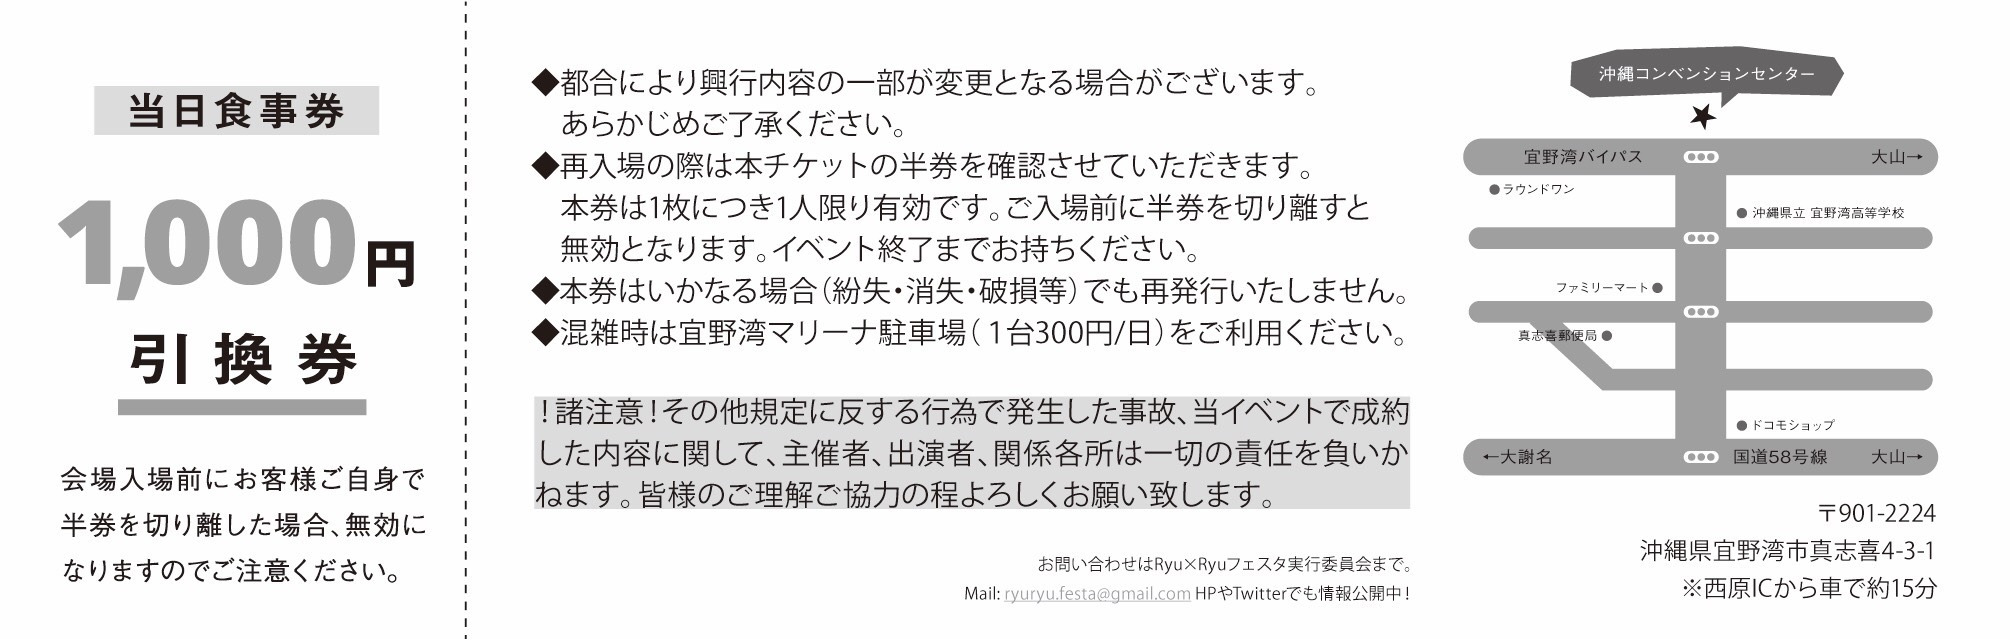 当日食事券
1,000円
引換券
会場入場前にお客様ご自身で
半券を切り離した場合、無効に
なりますのでご注意ください。
◆都合により興行内容の一部が変更となる場合がございます。
あらかじめご了承ください。
◆再入場の際は本チケットの半券を確認させていただきます。
本券は1枚につき1人限り有効です。ご入場前に半券を切り離すと
無効となります。イベント終了までお持ちください。
◆本券はいかなる場合(紛失・消失・破損等)でも再発行いたしません。
◆混雑時は宜野湾マリーナ駐車場(1台300円/日)をご利用ください。
!諸注意!その他規定に反する行為で発生した事故、当イベントで成約
した内容に関して、主催者、出演者、関係各所は一切の責任を負いか
ねます。皆様のご理解ご協力の程よろしくお願い致します。
お問い合わせはRyu×Ryuフェスタ実行委員会まで。
Mail: ryuryu.festa@gmail.com HPやTwitterでも情報公開中!
沖縄コンベンションセンター
★
宜野湾バイパス 大山→
●ラウンドワン
●沖縄県立 宜野湾高等学校
ファミリーマート●
真志喜郵便局●
●ドコモショップ
←大謝名 国道58号線 大山→
〒901-2224
沖縄県宜野湾市真志喜4-3-1
※西原ICから車で約15分